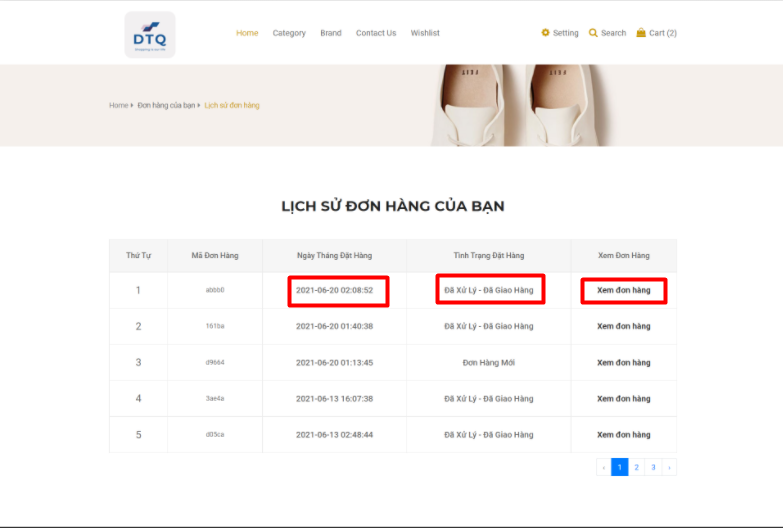 DTQ
Home Category Brand Contact Us Wishlist Setting Search Cart (2)
Home Đơn hàng của bạn Lịch sử đơn hàng
LỊCH SỬ ĐƠN HÀNG CỦA BẠN
Thứ Tự Mã Đơn Hàng Ngày Tháng Đặt Hàng Tình Trạng Đặt Hàng Xem Đơn Hàng
1 abbb0 2021-06-20 02:08:52 Đã Xử Lý - Đã Giao Hàng Xem đơn hàng
2 161ba 2021-06-20 01:40:38 Đã Xử Lý - Đã Giao Hàng Xem đơn hàng
3 d9664 2021-06-20 01:13:45 Đơn Hàng Mới Xem đơn hàng
4 3ae4a 2021-06-13 16:07:38 Đã Xử Lý - Đã Giao Hàng Xem đơn hàng
5 d05ca 2021-06-13 02:48:44 Đã Xử Lý - Đã Giao Hàng Xem đơn hàng
‹ 1 2 3 ›